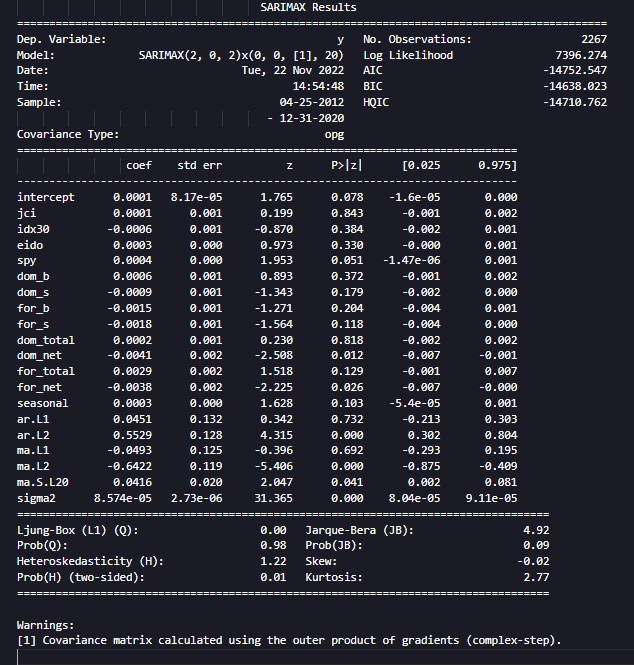 SARIMAX Results
==========================================================================================
Dep. Variable: y No. Observations: 2267
Model: SARIMAX(2, 0, 2)x(0, 0, [1], 20) Log Likelihood 7396.274
Date: Tue, 22 Nov 2022 AIC -14752.547
Time: 14:54:48 BIC -14638.023
Sample: 04-25-2012 HQIC -14710.762
- 12-31-2020
Covariance Type: opg
==============================================================================
coef std err z P>|z| [0.025 0.975]
------------------------------------------------------------------------------
intercept 0.0001 8.17e-05 1.765 0.078 -1.6e-05 0.000
jci 0.0001 0.001 0.199 0.843 -0.001 0.002
idx30 -0.0006 0.001 -0.870 0.384 -0.002 0.001
eido 0.0003 0.000 0.973 0.330 -0.000 0.001
spy 0.0004 0.000 1.953 0.051 -1.47e-06 0.001
dom_b 0.0006 0.001 0.893 0.372 -0.001 0.002
dom_s -0.0009 0.001 -1.343 0.179 -0.002 0.000
for_b -0.0015 0.001 -1.271 0.204 -0.004 0.001
for_s -0.0018 0.001 -1.564 0.118 -0.004 0.000
dom_total 0.0002 0.001 0.230 0.818 -0.002 0.002
dom_net -0.0041 0.002 -2.508 0.012 -0.007 -0.001
for_total 0.0029 0.002 1.518 0.129 -0.001 0.007
for_net -0.0038 0.002 -2.225 0.026 -0.007 -0.000
seasonal 0.0003 0.000 1.628 0.103 -5.4e-05 0.001
ar.L1 0.0451 0.132 0.342 0.732 -0.213 0.303
ar.L2 0.5529 0.128 4.315 0.000 0.302 0.804
ma.L1 -0.0493 0.125 -0.396 0.692 -0.293 0.195
ma.L2 -0.6422 0.119 -5.406 0.000 -0.875 -0.409
ma.S.L20 0.0416 0.020 2.047 0.041 0.002 0.081
sigma2 8.574e-05 2.73e-06 31.365 0.000 8.04e-05 9.11e-05
===================================================================================
Ljung-Box (L1) (Q): 0.00 Jarque-Bera (JB): 4.92
Prob(Q): 0.98 Prob(JB): 0.09
Heteroskedasticity (H): 1.22 Skew: -0.02
Prob(H) (two-sided): 0.01 Kurtosis: 2.77
===================================================================================
Warnings:
[1] Covariance matrix calculated using the outer product of gradients (complex-step).